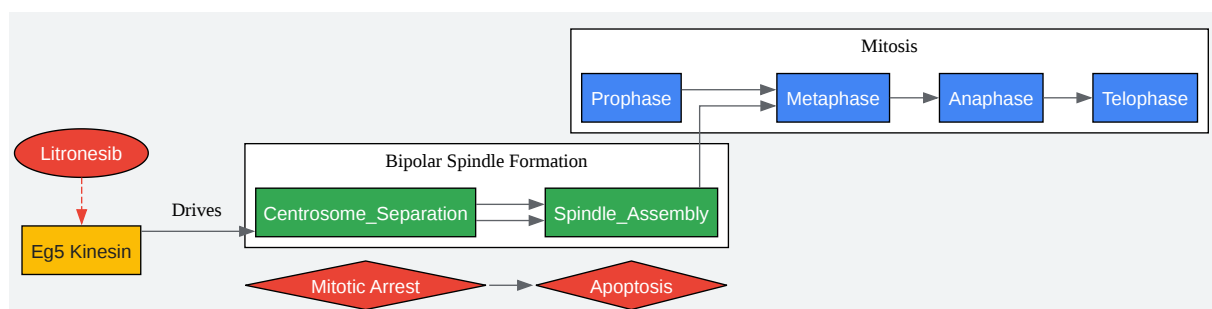 Mitosis
Prophase
Metaphase
Anaphase
Telophase
Litronesib
Bipolar Spindle Formation
Drives
Centrosome_Separation
Spindle_Assembly
Eg5 Kinesin
Mitotic Arrest
Apoptosis